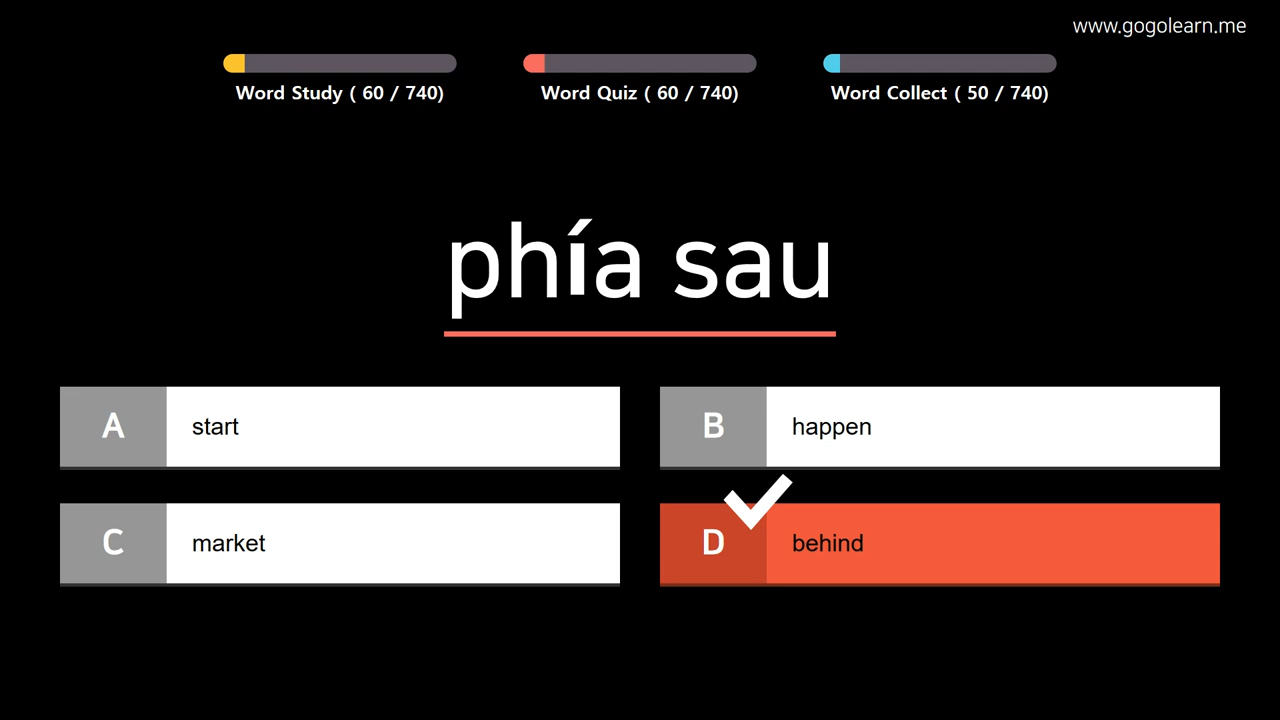 www.gogolearn.me
Word Study ( 60 / 740)
Word Quiz ( 60 / 740)
Word Collect ( 50 / 740)
phía sau
A start
B happen
C market
D behind